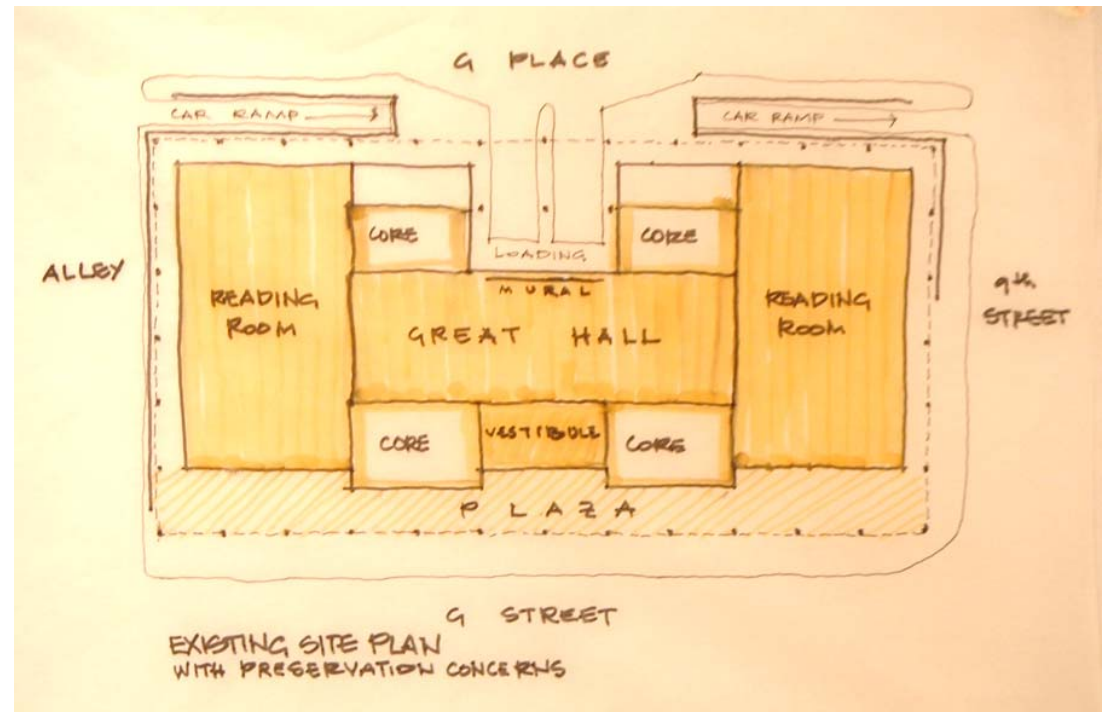 G PLACE
CAR RAMP
CAR RAMP
CORE
CORE
LOADING
ALLEY
MURAL
9th
STREET
READING
ROOM
READING
ROOM
GREAT HALL
CORE
VESTIBULE
CORE
PLAZA
G STREET
EXISTING SITE PLAN
WITH PRESERVATION CONCERNS